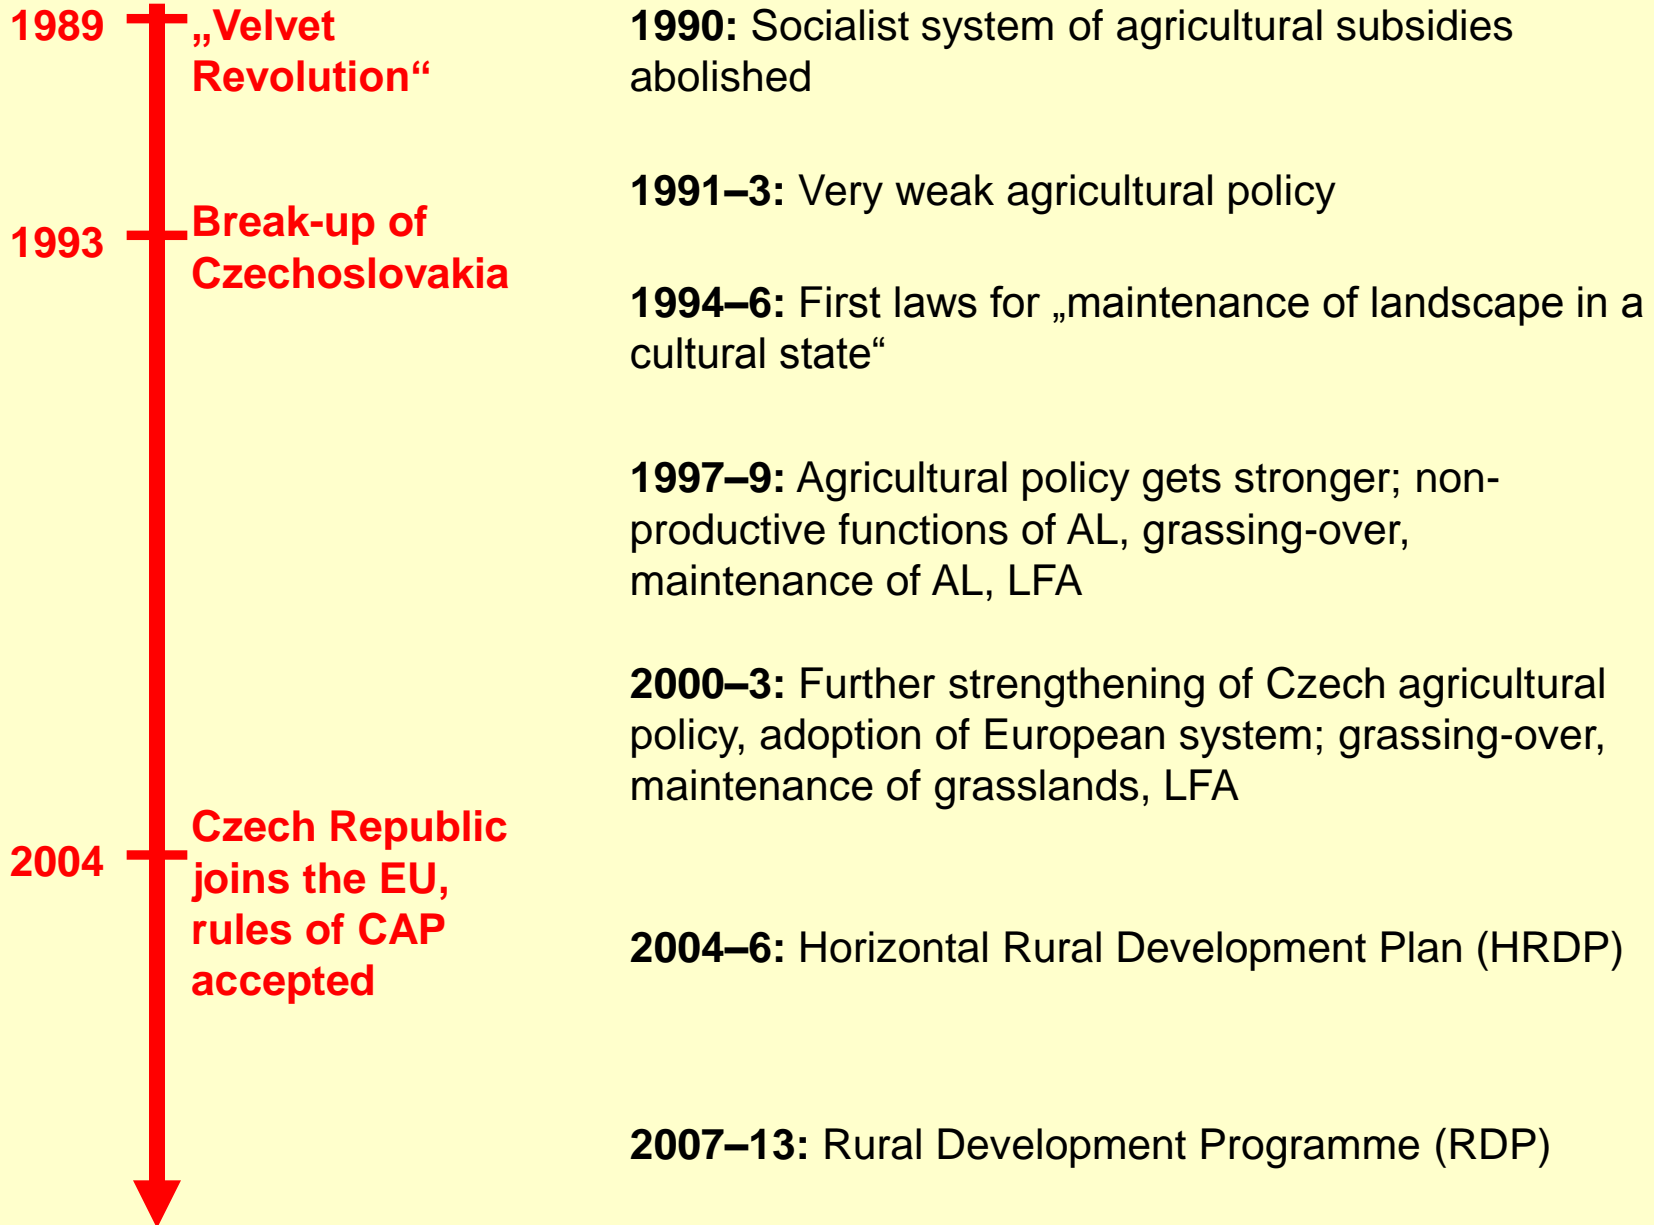 1989
„Velvet
Revolution“
1990: Socialist system of agricultural subsidies
abolished
1991–3: Very weak agricultural policy
1993
Break-up of
Czechoslovakia
1994–6: First laws for „maintenance of landscape in a
cultural state“
1997–9: Agricultural policy gets stronger; non-
productive functions of AL, grassing-over,
maintenance of AL, LFA
2000–3: Further strengthening of Czech agricultural
policy, adoption of European system; grassing-over,
maintenance of grasslands, LFA
2004
Czech Republic
joins the EU,
rules of CAP
accepted
2004–6: Horizontal Rural Development Plan (HRDP)
2007–13: Rural Development Programme (RDP)